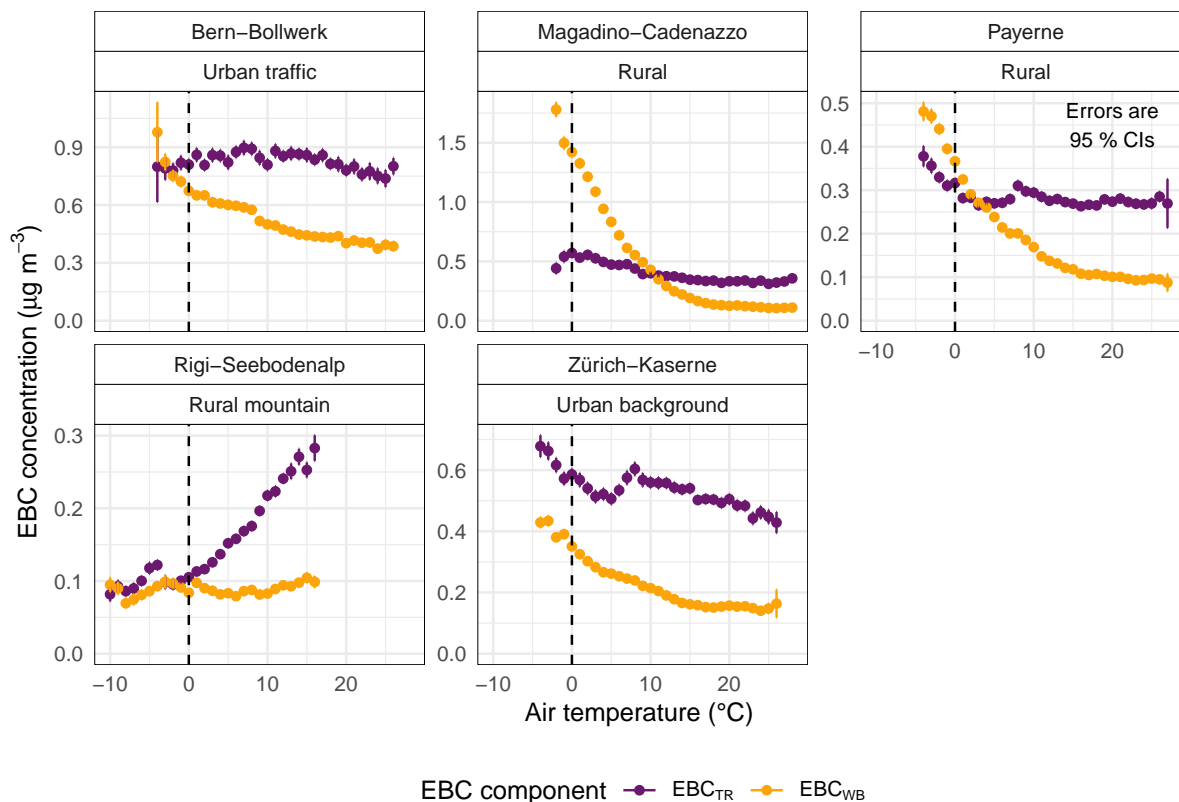 Bern−Bollwerk
Urban traffic
Magadino−Cadenazzo
Rural
Payerne
Rural
Errors are
95 % CIs
0.0
0.3
0.6
0.9
0.0
0.5
1.0
1.5
0.0
0.1
0.2
0.3
0.4
0.5
−10 0 10 20
Rigi−Seebodenalp
Rural mountain
Zürich−Kaserne
Urban background
0.0
0.1
0.2
0.3
0.0
0.2
0.4
0.6
−10 0 10 20
−10 0 10 20
EBC concentration (µg m−3)
Air temperature (°C)
EBC component EBCTR EBCWB